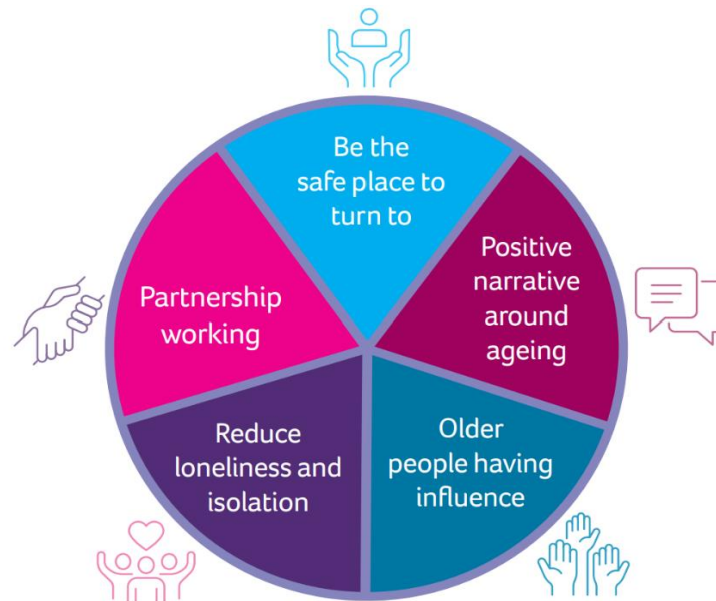 Be the
safe place to
turn to
Positive
narrative
around
ageing
Older
people having
influence
Reduce
loneliness and
isolation
Partnership
working